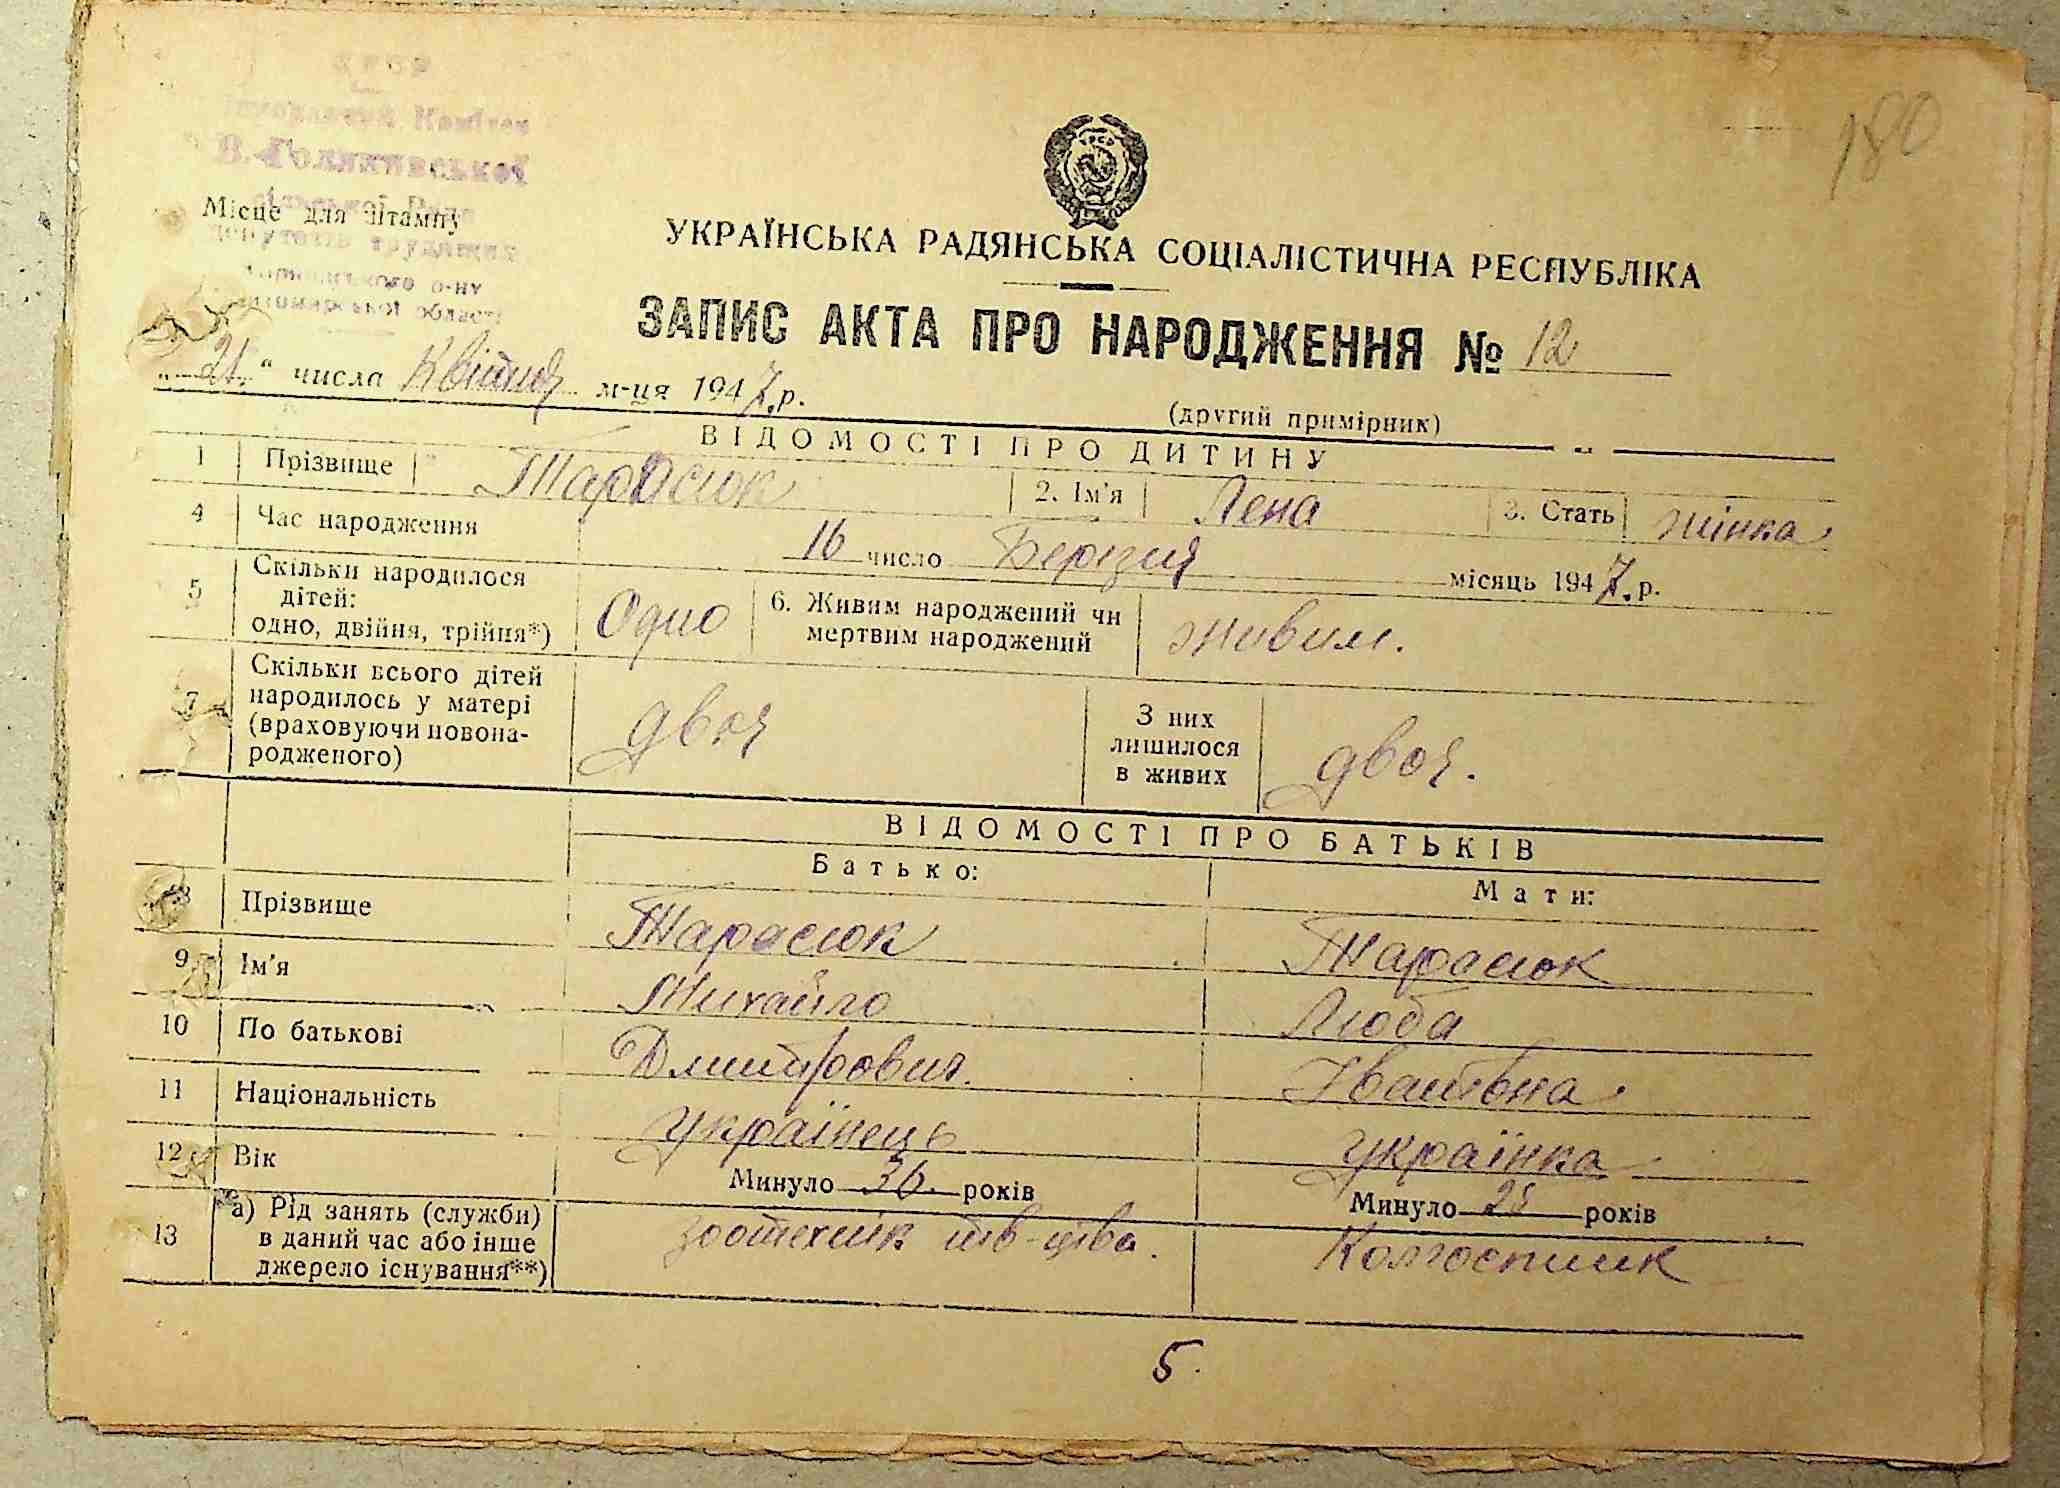 180
Місце для штампу
УКРАЇНСЬКА РАДЯНСЬКА СОЦІАЛІСТИЧНА РЕСПУБЛІКА
ЗАПИС АКТА ПРО НАРОДЖЕННЯ № 12
"21" числа Квітня м-ця 1947.р.
(другий примірник)
ВІДОМОСТІ ПРО ДИТИНУ
1 Прізвище Тарасюк 2. Ім'я Лена 3. Стать жінка
4 Час народження 16 число Березня місяць 1947.р.
5 Скільки народилося дітей: одно, двійня, трійня*) Одно 6. Живим народжений чи мертвим народжений живим.
7 Скільки всього дітей народилось у матері (враховуючи новонародженого) двоє З них лишилося в живих двоє.
ВІДОМОСТІ ПРО БАТЬКІВ
Батько: Мати:
8 Прізвище Тарасюк Тарасюк
9 Ім'я Михайло Люба
10 По батькові Дмитрович. Іванівна
11 Національність українець українка
12 Вік Минуло 36. років Минуло років
13 а) Рід занять (служби) в даний час або інше джерело існування**) зоотехнік Колгоспник
5.